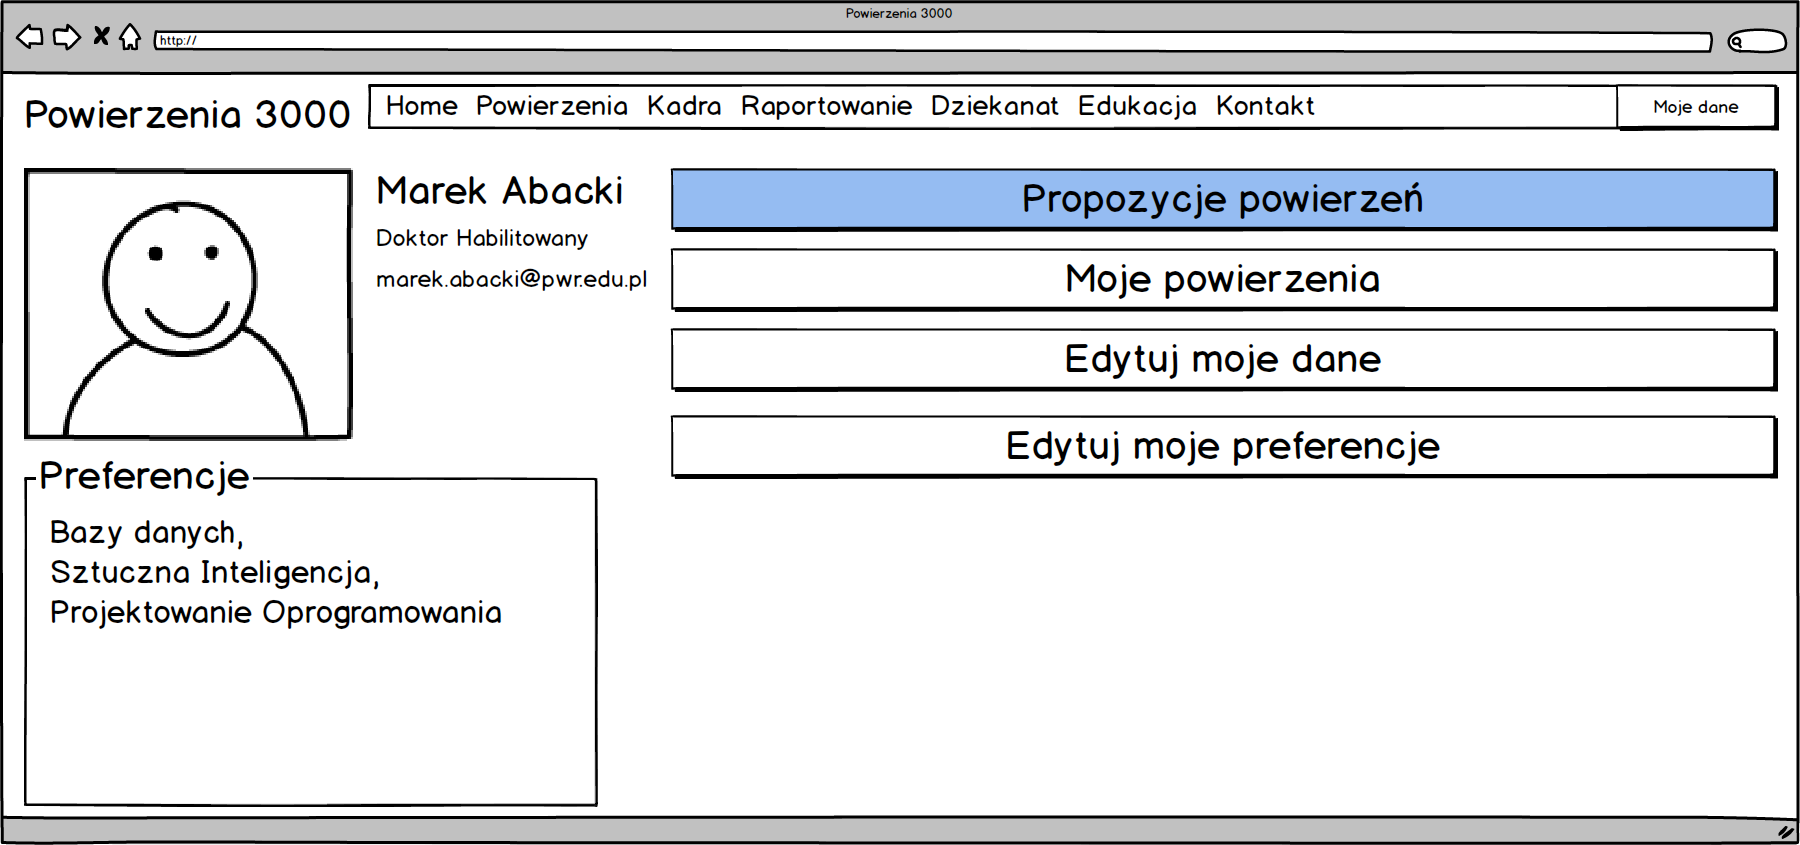 Powierzenia 3000
http://
Powierzenia 3000
Home Powierzenia Kadra Raportowanie Dziekanat Edukacja Kontakt
Moje dane
Marek Abacki
Doktor Habilitowany
marek.abacki@pwr.edu.pl
Propozycje powierzeń
Moje powierzenia
Edytuj moje dane
Edytuj moje preferencje
Preferencje
Bazy danych,
Sztuczna Inteligencja,
Projektowanie Oprogramowania